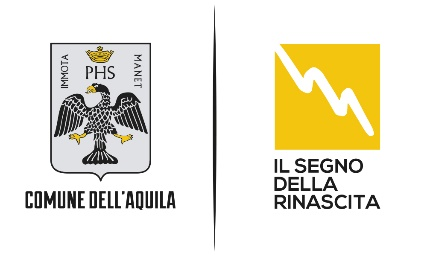 IMMOTA
PHS
MANET
COMUNE DELL'AQUILA
IL SEGNO
DELLA
RINASCITA